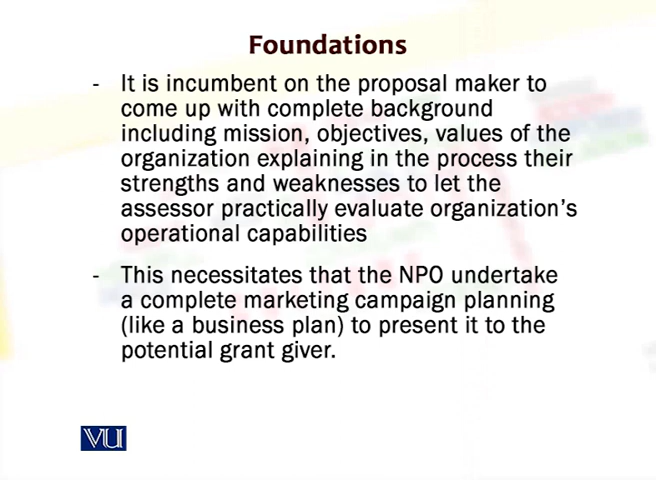 Foundations
- It is incumbent on the proposal maker to
come up with complete background
including mission, objectives, values of the
organization explaining in the process their
strengths and weaknesses to let the
assessor practically evaluate organization's
operational capabilities
- This necessitates that the NPO undertake
a complete marketing campaign planning
(like a business plan) to present it to the
potential grant giver.
VU